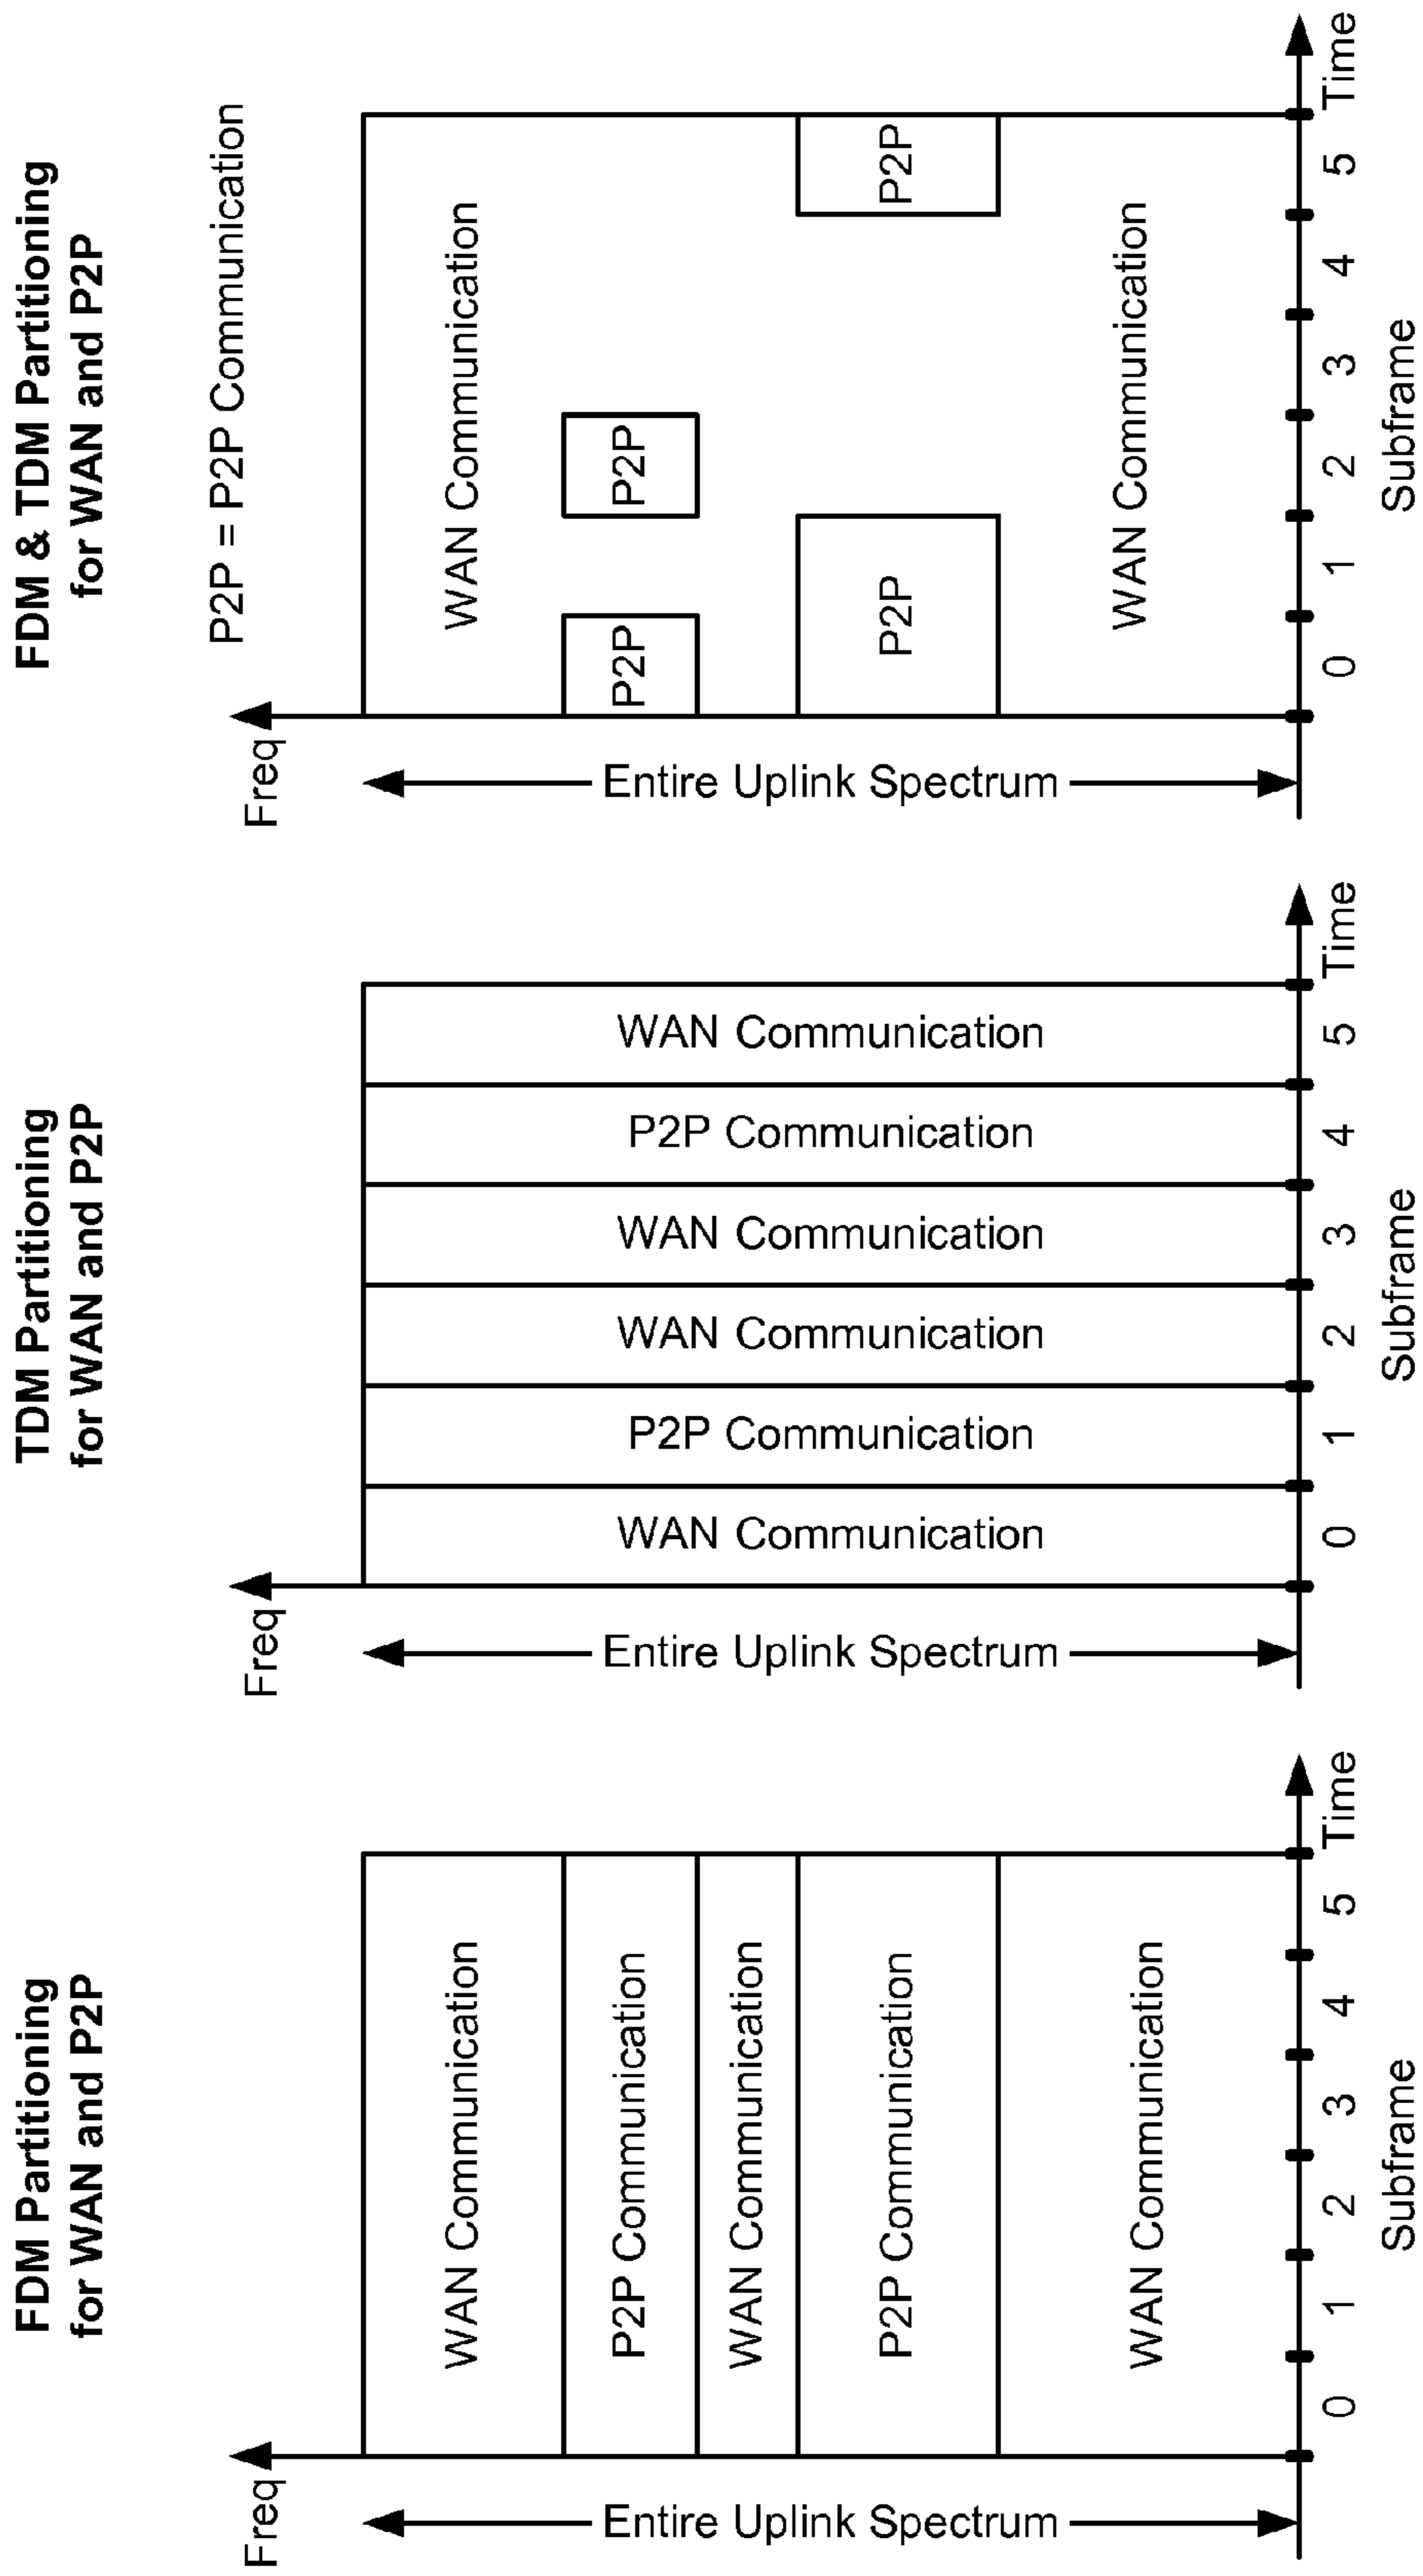 FDM Partitioning
for WAN and P2P
Freq
Entire Uplink Spectrum
WAN Communication
P2P Communication
WAN Communication
P2P Communication
WAN Communication
0 1 2 3 4 5 Time
Subframe
TDM Partitioning
for WAN and P2P
Freq
Entire Uplink Spectrum
WAN Communication
P2P Communication
WAN Communication
WAN Communication
P2P Communication
WAN Communication
0 1 2 3 4 5 Time
Subframe
FDM & TDM Partitioning
for WAN and P2P
P2P = P2P Communication
Freq
Entire Uplink Spectrum
WAN Communication
P2P P2P
P2P P2P
WAN Communication
0 1 2 3 4 5 Time
Subframe